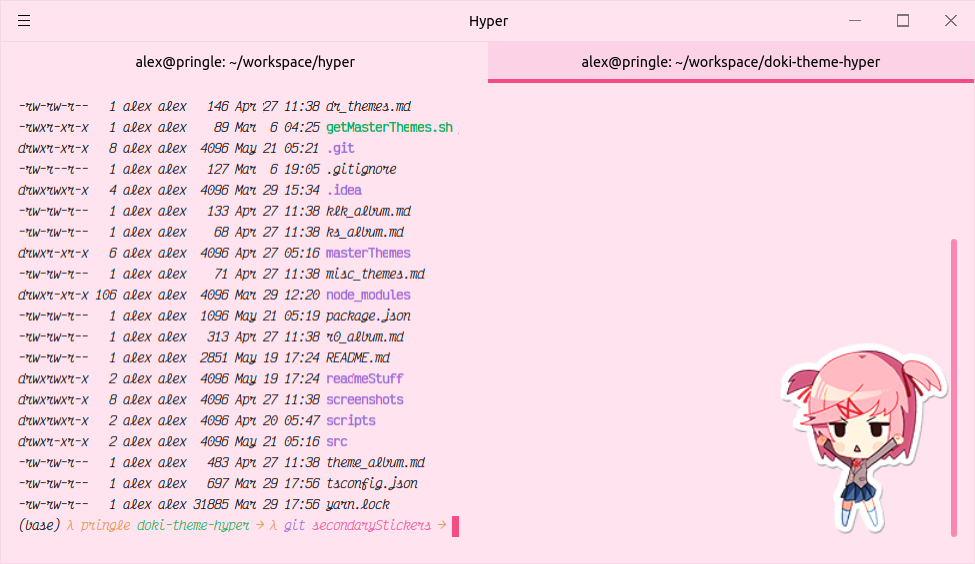 Hyper
alex@pringle: ~/workspace/hyper
alex@pringle: ~/workspace/doki-theme-hyper
-rw-rw-r-- 1 alex alex 146 Apr 27 11:38 dr_themes.md
-rwxr-xr-x 1 alex alex 89 Mar 6 04:25 getMasterThemes.sh
drwxr-xr-x 8 alex alex 4096 May 21 05:21 .git
-rw-r--r-- 1 alex alex 127 Mar 6 19:05 .gitignore
drwxrwxr-x 4 alex alex 4096 Mar 29 15:34 .idea
-rw-rw-r-- 1 alex alex 133 Apr 27 11:38 klk_album.md
-rw-rw-r-- 1 alex alex 68 Apr 27 11:38 ks_album.md
drwxr-xr-x 6 alex alex 4096 Apr 27 05:16 masterThemes
-rw-rw-r-- 1 alex alex 71 Apr 27 11:38 misc_themes.md
drwxr-xr-x 106 alex alex 4096 Mar 29 12:20 node_modules
-rw-rw-r-- 1 alex alex 1096 May 21 05:19 package.json
-rw-rw-r-- 1 alex alex 313 Apr 27 11:38 r0_album.md
-rw-rw-r-- 1 alex alex 2851 May 19 17:24 README.md
drwxrwxr-x 2 alex alex 4096 May 19 17:24 readmeStuff
drwxrwxr-x 8 alex alex 4096 Apr 27 11:38 screenshots
drwxrwxr-x 2 alex alex 4096 Apr 20 05:47 scripts
drwxr-xr-x 2 alex alex 4096 May 21 05:16 src
-rw-rw-r-- 1 alex alex 483 Apr 27 11:38 theme_album.md
-rw-rw-r-- 1 alex alex 697 Mar 29 17:56 tsconfig.json
-rw-rw-r-- 1 alex alex 31885 Mar 29 17:56 yarn.lock
(base) λ pringle doki-theme-hyper → λ git secondaryStickers →